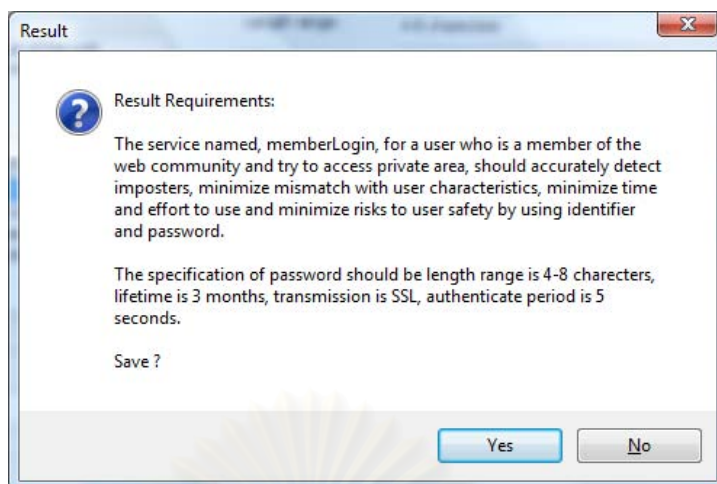 Result
Result Requirements:
The service named, memberLogin, for a user who is a member of the
web community and try to access private area, should accurately detect
imposters, minimize mismatch with user characteristics, minimize time
and effort to use and minimize risks to user safety by using identifier
and password.
The specification of password should be length range is 4-8 charecters,
lifetime is 3 months, transmission is SSL, authenticate period is 5
seconds.
Save ?
Yes
No